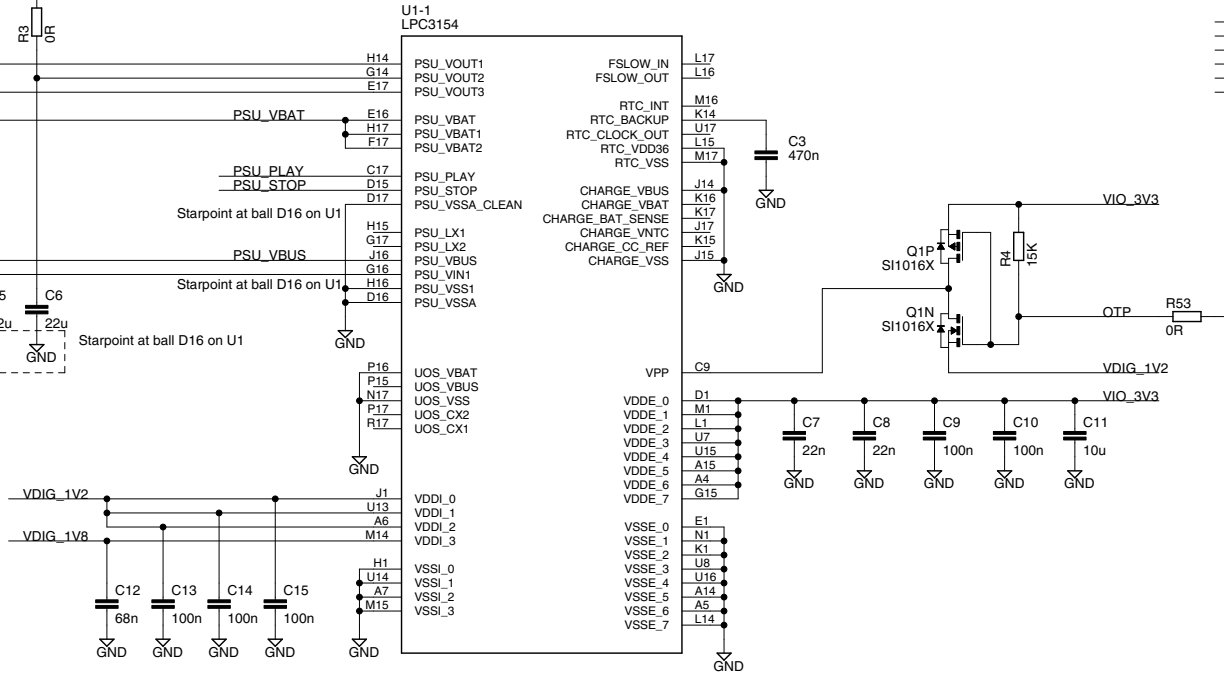 U1-1
LPC3154
R3
0R
H14 PSU_VOUT1
G14 PSU_VOUT2
E17 PSU_VOUT3
PSU_VBAT E16 PSU_VBAT
H17 PSU_VBAT1
F17 PSU_VBAT2
PSU_PLAY C17 PSU_PLAY
PSU_STOP D15 PSU_STOP
D17 PSU_VSSA_CLEAN
Starpoint at ball D16 on U1
H15 PSU_LX1
G17 PSU_LX2
PSU_VBUS J16 PSU_VBUS
G16 PSU_VIN1
Starpoint at ball D16 on U1
H16 PSU_VSS1
D16 PSU_VSSA
5
2u
C6
22u
GND
Starpoint at ball D16 on U1
GND
P16 UOS_VBAT
P15 UOS_VBUS
N17 UOS_VSS
P17 UOS_CX2
R17 UOS_CX1
GND
VDIG_1V2 J1 VDDI_0
U13 VDDI_1
A6 VDDI_2
VDIG_1V8 M14 VDDI_3
H1 VSSI_0
U14 VSSI_1
A7 VSSI_2
M15 VSSI_3
C12 C13 C14 C15
68n 100n 100n 100n
GND GND GND GND GND
FSLOW_IN L17
FSLOW_OUT L16
RTC_INT M16
RTC_BACKUP K14
RTC_CLOCK_OUT U17
RTC_VDD36 L15
RTC_VSS M17
C3
470n
GND
CHARGE_VBUS J14
CHARGE_VBAT K16
CHARGE_BAT_SENSE K17
CHARGE_VNTC J17
CHARGE_CC_REF K15
CHARGE_VSS J15
GND
VIO_3V3
Q1P
SI1016X
R4
15K
Q1N
SI1016X
OTP
R53
0R
VPP C9
VDIG_1V2
VDDE_0 D1
VIO_3V3
VDDE_1 M1
VDDE_2 L1
VDDE_3 U7
VDDE_4 U15
VDDE_5 A15
VDDE_6 A4
VDDE_7 G15
C7 C8 C9 C10 C11
22n 22n 100n 100n 10u
GND GND GND GND GND
VSSE_0 E1
VSSE_1 N1
VSSE_2 K1
VSSE_3 U8
VSSE_4 U16
VSSE_5 A14
VSSE_6 A5
VSSE_7 L14
GND